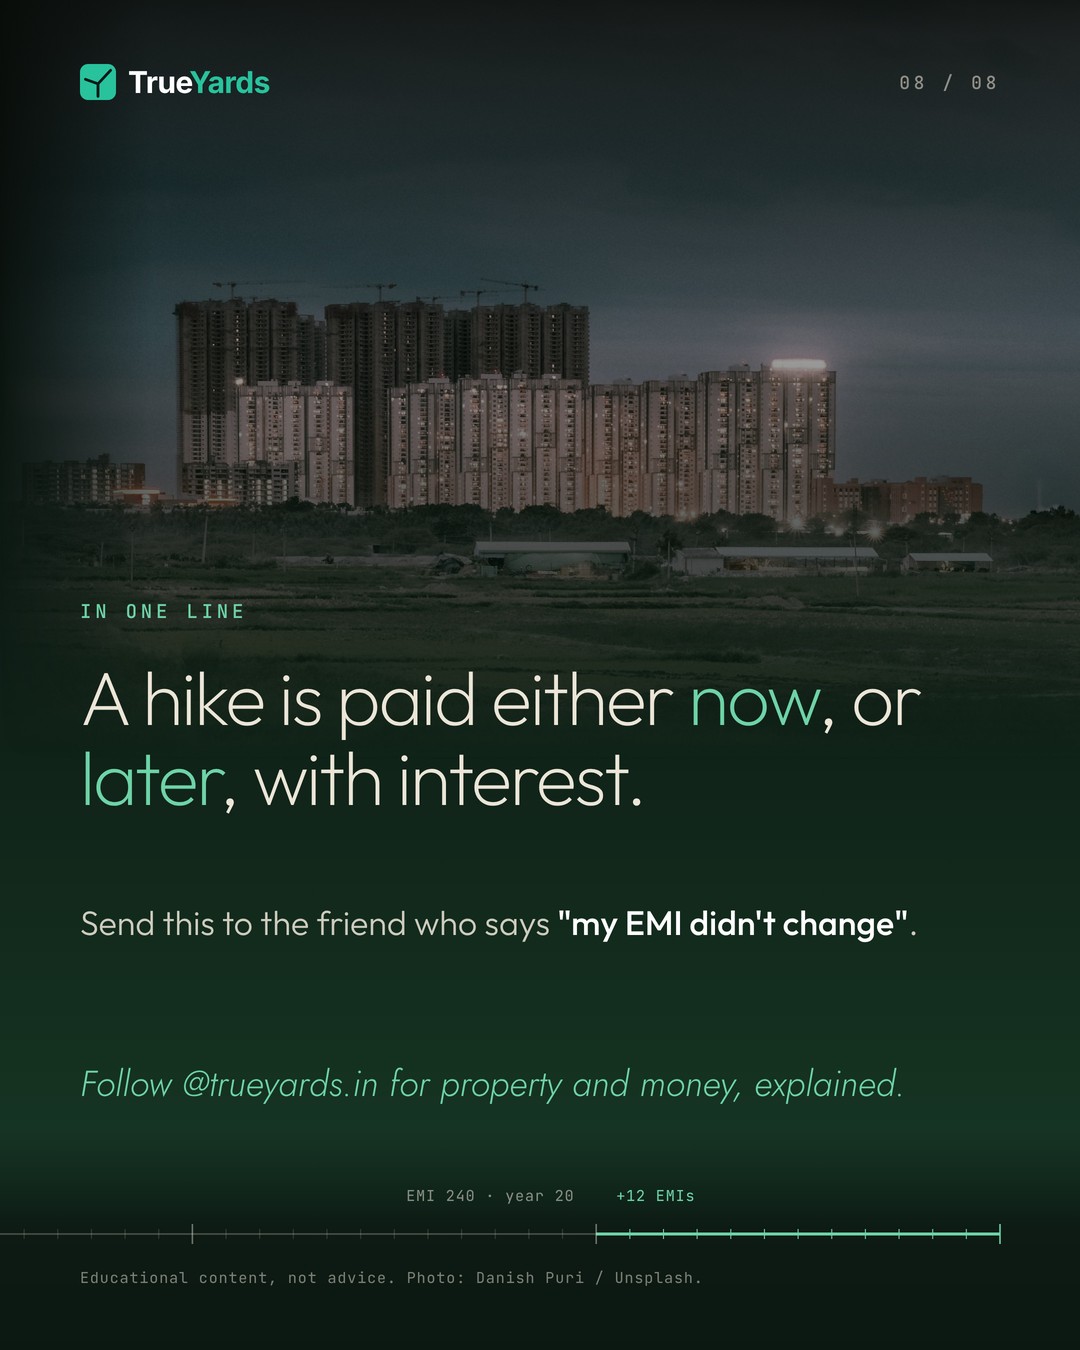 TrueYards
08 / 08
IN ONE LINE
A hike is paid either now, or
later, with interest.
Send this to the friend who says "my EMI didn't change".
Follow @trueyards.in for property and money, explained.
EMI 240 · year 20
+12 EMIs
Educational content, not advice. Photo: Danish Puri / Unsplash.